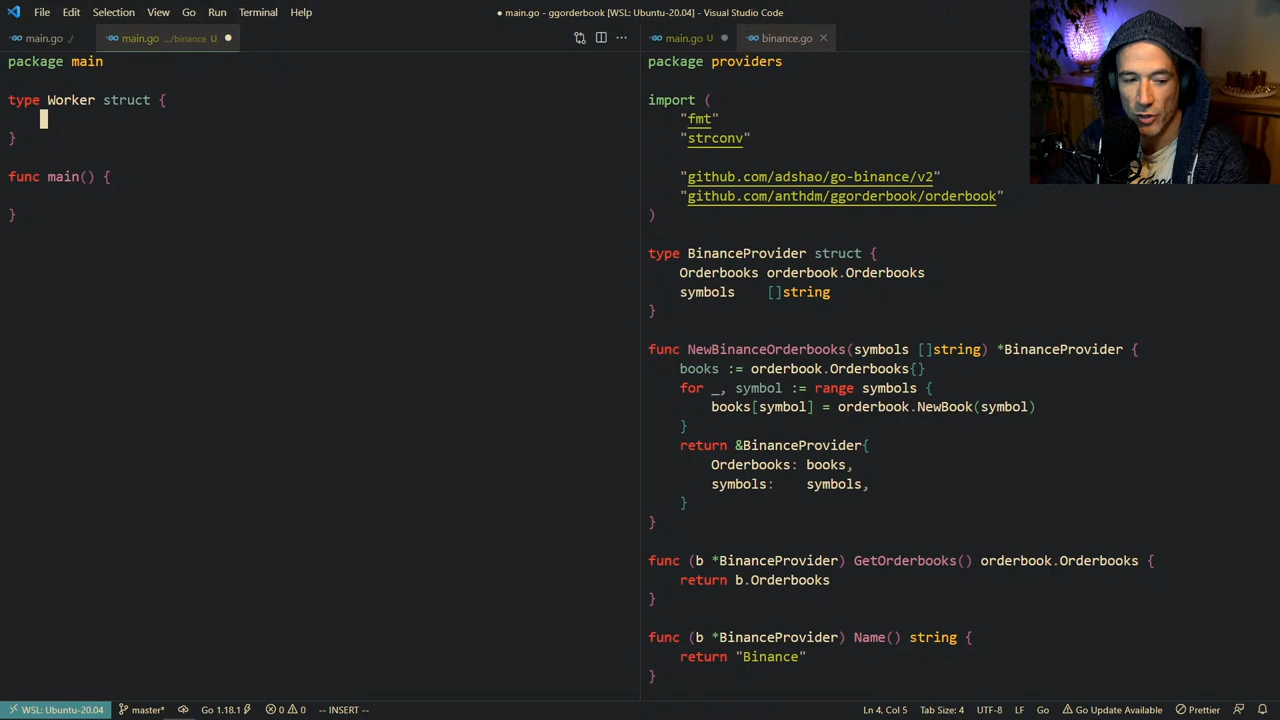 File Edit Selection View Go Run Terminal Help
● main.go - ggorderbook [WSL: Ubuntu-20.04] - Visual Studio Code
main.go ./
main.go .../binance U ●
package main
type Worker struct {
}
func main() {
}
main.go U ●
binance.go ×
package providers
import (
"fmt"
"strconv"
"github.com/adshao/go-binance/v2"
"github.com/anthdm/ggorderbook/orderbook"
)
type BinanceProvider struct {
Orderbooks orderbook.Orderbooks
symbols []string
}
func NewBinanceOrderbooks(symbols []string) *BinanceProvider {
books := orderbook.Orderbooks{}
for _, symbol := range symbols {
books[symbol] = orderbook.NewBook(symbol)
}
return &BinanceProvider{
Orderbooks: books,
symbols: symbols,
}
}
func (b *BinanceProvider) GetOrderbooks() orderbook.Orderbooks {
return b.Orderbooks
}
func (b *BinanceProvider) Name() string {
return "Binance"
}
WSL: Ubuntu-20.04 master* Go 1.18.1 0 0 -- INSERT -- Ln 4, Col 5 Tab Size: 4 UTF-8 LF Go Go Update Available Prettier